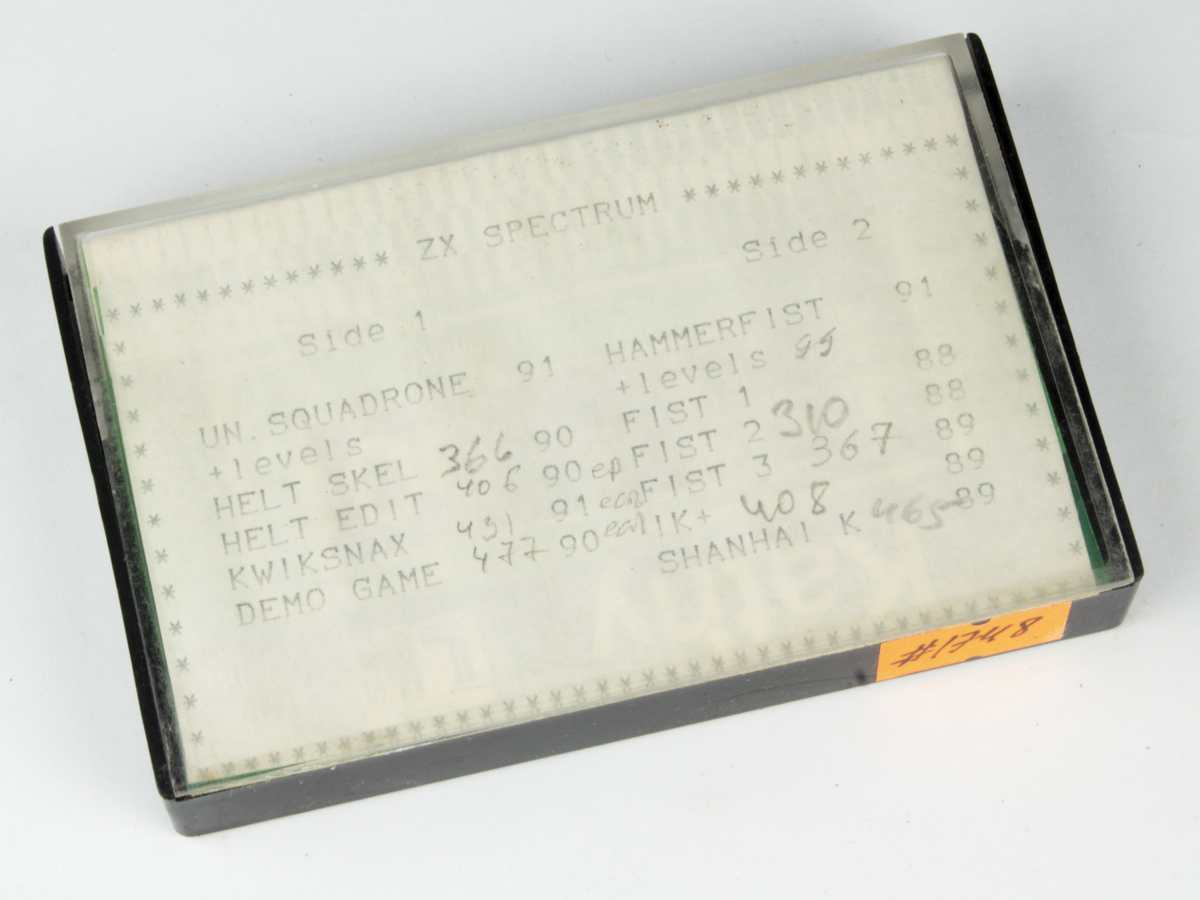 ************ ZX SPECTRUM *************
Side 1
UN.SQUADRONE 91
+levels
HELT SKEL 366 90
HELT EDIT 406 90 ep
KWIKSNAX 431 91
DEMO GAME 477 90
Side 2
HAMMERFIST 91
+levels 95
FIST 1 88
FIST 2 310 88
FIST 3 367 89
IK+ 408 89
SHANHAI K 465 89